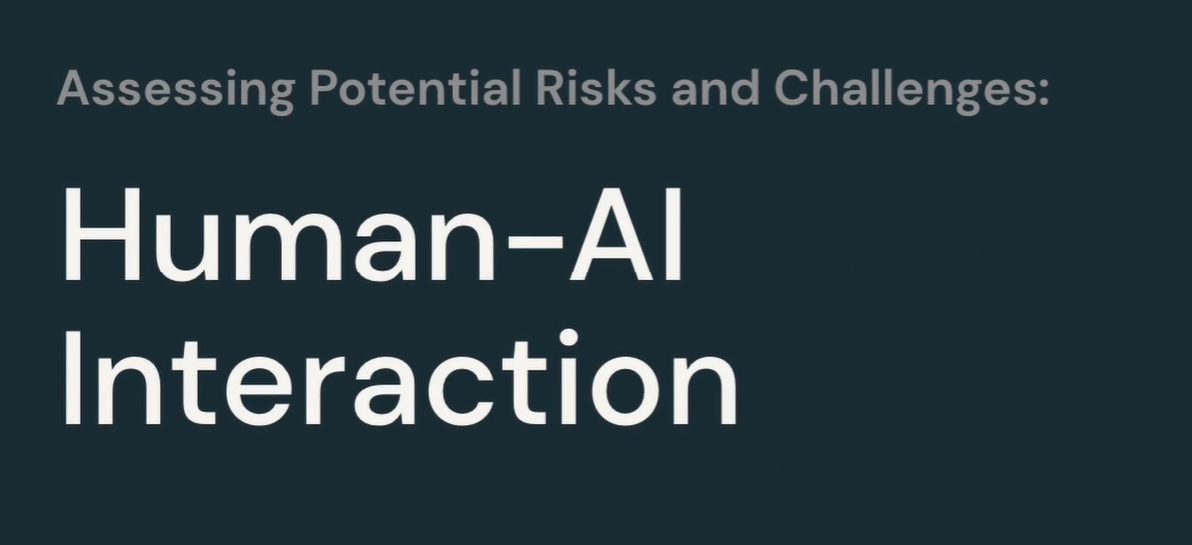 Assessing Potential Risks and Challenges:
Human-AI
Interaction